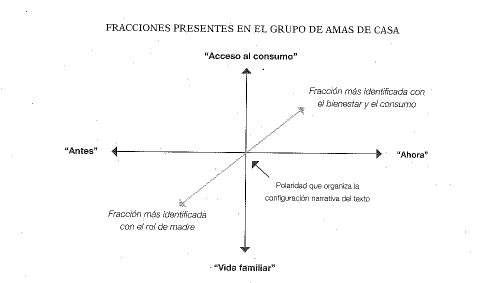 FRACCIONES PRESENTES EN EL GRUPO DE AMAS DE CASA
"Acceso al consumo"
Fracción más identificada con
el bienestar y el consumo
"Antes"
"Ahora"
Polaridad que organiza la
configuración narrativa del texto
Fracción más identificada
con el rol de madre
"Vida familiar"